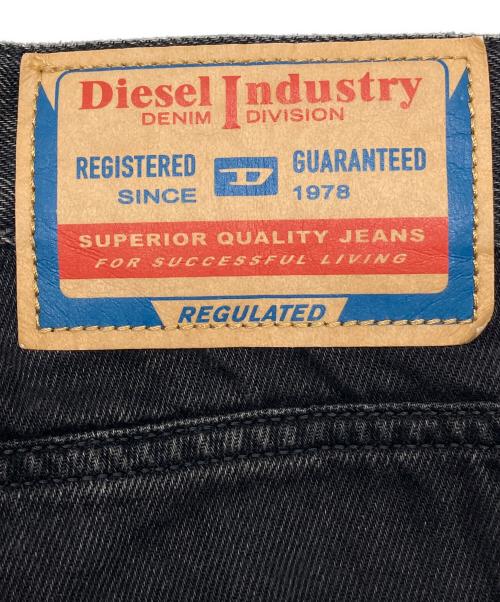 Diesel Industry
DENIM DIVISION
REGISTERED D GUARANTEED
SINCE 1978
SUPERIOR QUALITY JEANS
FOR SUCCESSFUL LIVING
REGULATED